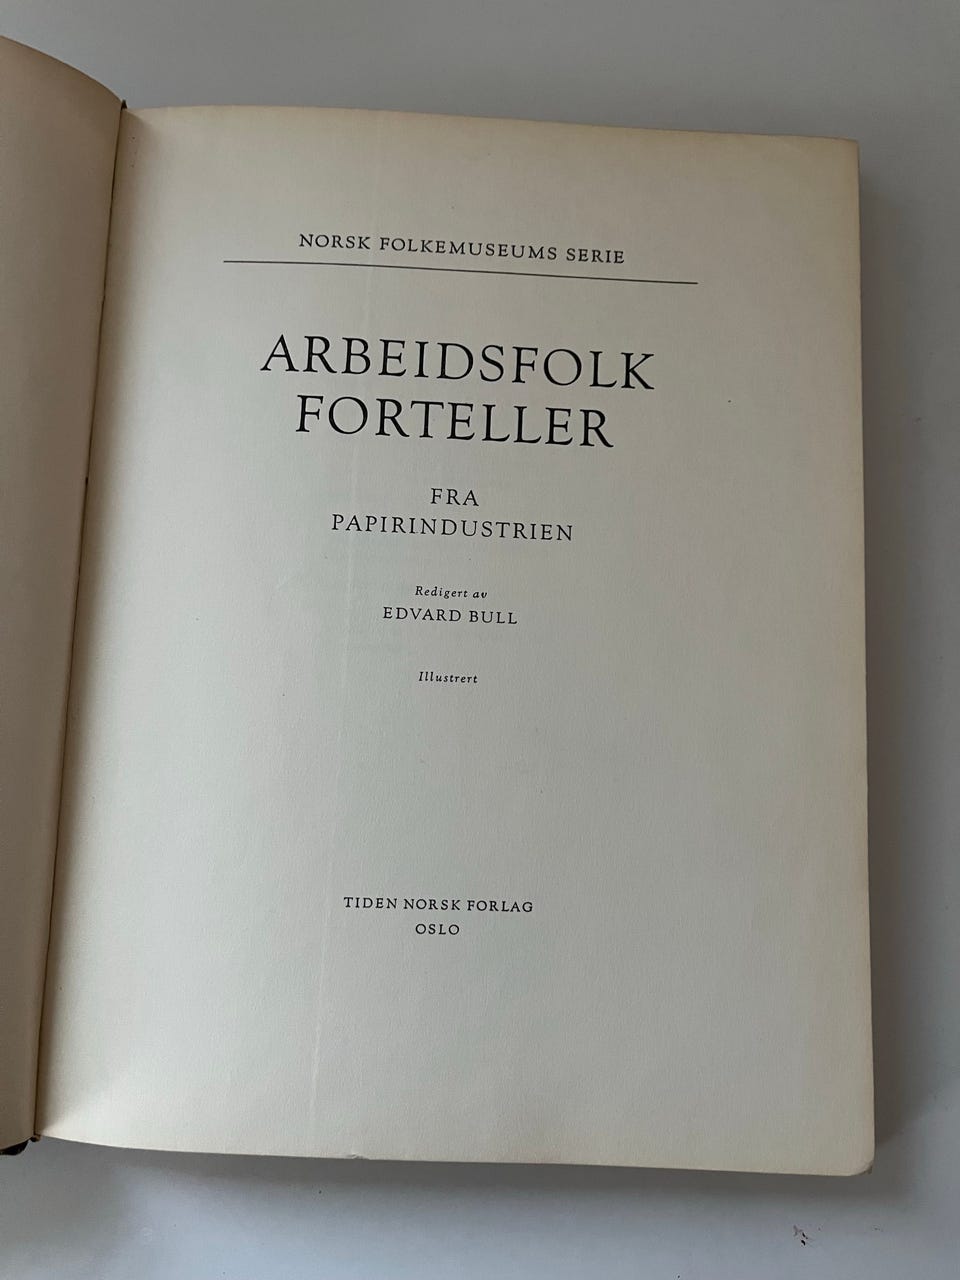 NORSK FOLKEMUSEUMS SERIE
ARBEIDSFOLK
FORTELLER
FRA
PAPIRINDUSTRIEN
Redigert av
EDVARD BULL
Illustrert
TIDEN NORSK FORLAG
OSLO